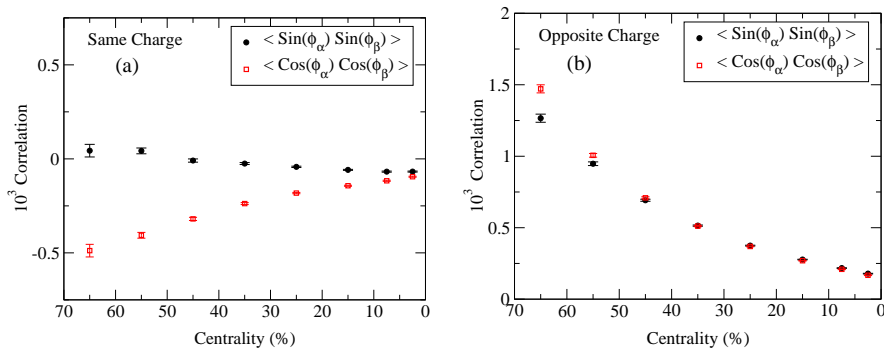 Same Charge
(a)
< Sin(ϕα) Sin(ϕβ) >
< Cos(ϕα) Cos(ϕβ) >
0.5
0
-0.5
10³ Correlation
70 60 50 40 30 20 10 0
Centrality (%)
Opposite Charge
(b)
< Sin(ϕα) Sin(ϕβ) >
< Cos(ϕα) Cos(ϕβ) >
2
1.5
1
0.5
0
10³ Correlation
70 60 50 40 30 20 10 0
Centrality (%)